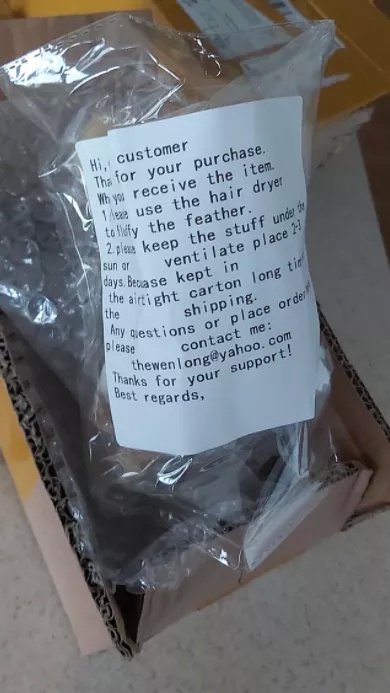 Hi, customer
Tha for your purchase.
Wh you receive the item.
1 please use the hair dryer
to fluffy the feather.
2. please keep the stuff under the
sun or ventilate place 2-3
days. Because kept in
the airtight carton long time
the shipping.
Any questions or place order
please contact me:
thewenlong@yahoo.com
Thanks for your support!
Best regards,